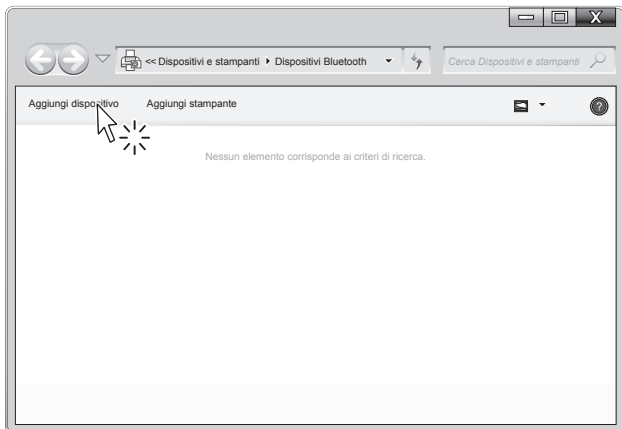 << Dispositivi e stampanti Dispositivi Bluetooth Cerca Dispositivi e stampanti
Aggiungi dispositivo Aggiungi stampante
Nessun elemento corrisponde ai criteri di ricerca.